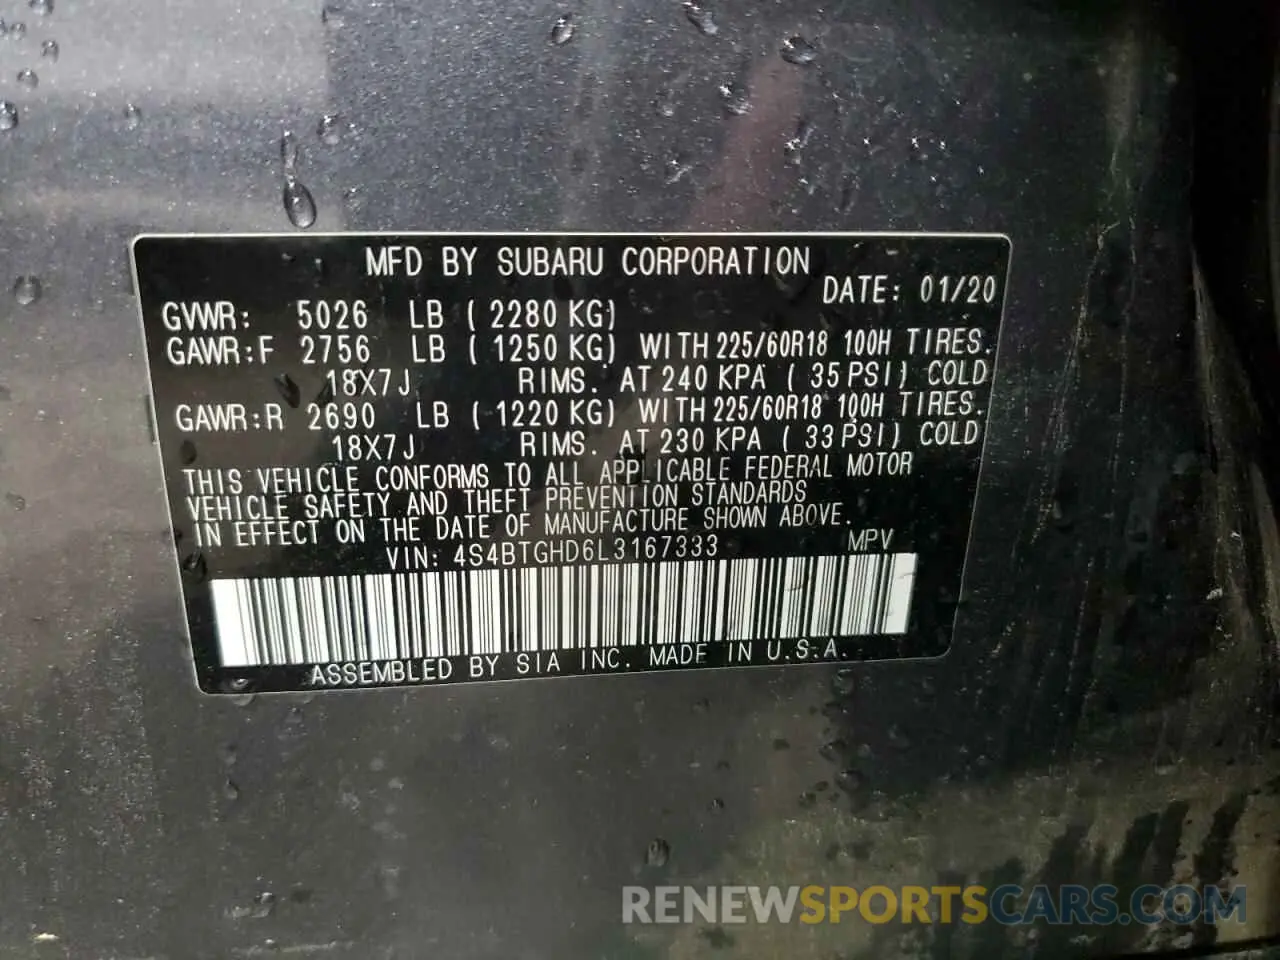 MFD BY SUBARU CORPORATION
DATE: 01/20
GVWR: 5026 LB ( 2280 KG)
GAWR:F 2756 LB ( 1250 KG) WITH 225/60R18 100H TIRES.
18X7J RIMS. AT 240 KPA ( 35 PSI) COLD
GAWR:R 2690 LB ( 1220 KG) WITH 225/60R18 100H TIRES.
18X7J RIMS. AT 230 KPA ( 33 PSI) COLD
THIS VEHICLE CONFORMS TO ALL APPLICABLE FEDERAL MOTOR
VEHICLE SAFETY AND THEFT PREVENTION STANDARDS
IN EFFECT ON THE DATE OF MANUFACTURE SHOWN ABOVE.
VIN: 4S4BTGHD6L3167333 MPV
ASSEMBLED BY SIA INC. MADE IN U.S.A.
RENEWSPORTSCARS.COM